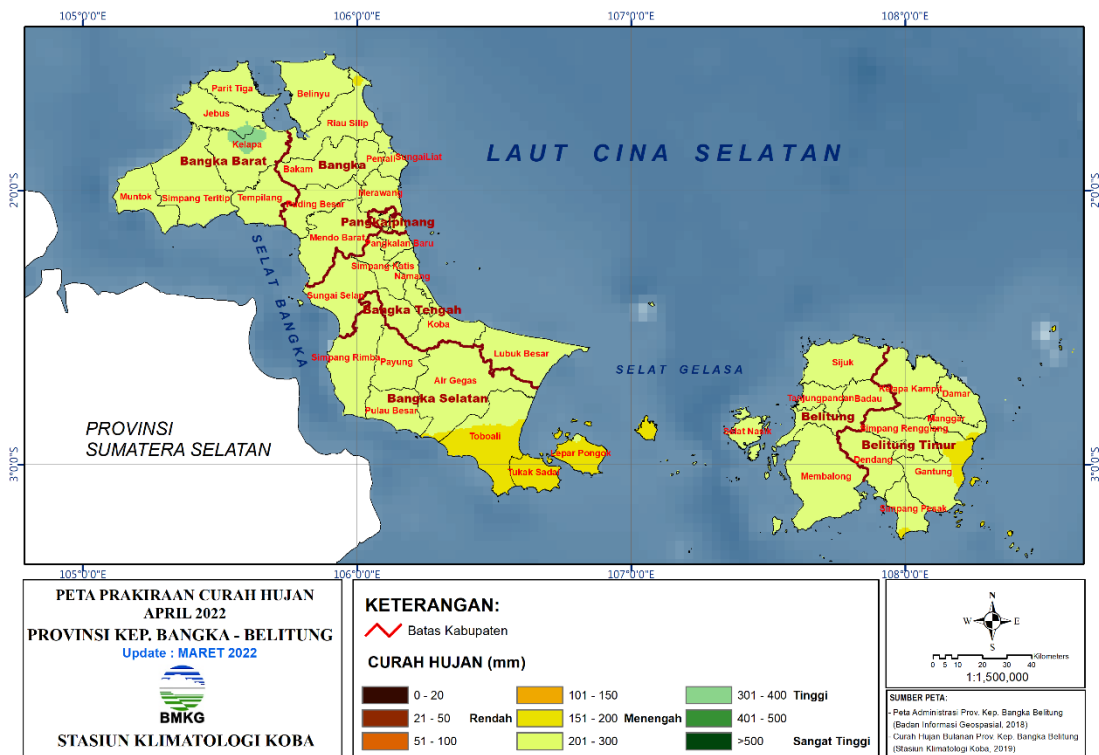 105°0'0"E 106°0'0"E 107°0'0"E 108°0'0"E
Parit Tiga
Belinyu
Jebus
Riau Silip
Kelapa
LAUT CINA SELATAN
Bangka Barat
Bangka
Pemali
SungaiLiat
Bakam
2°0'0"S
2°0'0"S
Muntok
Simpang Teritip
Tempilang
Puding Besar
Merawang
Pangkalpinang
Mendo Barat
Pangkalan Baru
SELAT BANGKA
Simpang Katis
Namang
Sungai Selan
Bangka Tengah
Koba
Simpang Rimba
Payung
Lubuk Besar
Sijuk
SELAT GELASA
Air Gegas
Kelapa Kampit
Damar
Bangka Selatan
Pulau Besar
Tanjungpandan
Badau
Belitung
Manggar
PROVINSI
SUMATERA SELATAN
Toboali
Selat Nasik
Simpang Renggiang
Belitung Timur
Lepar Pongok
Dendang
3°0'0"S
3°0'0"S
Tukak Sadai
Membalong
Gantung
Simpang Pesak
105°0'0"E 106°0'0"E 107°0'0"E 108°0'0"E
PETA PRAKIRAAN CURAH HUJAN
APRIL 2022
PROVINSI KEP. BANGKA - BELITUNG
Update : MARET 2022
BMKG
STASIUN KLIMATOLOGI KOBA
KETERANGAN:
Batas Kabupaten
CURAH HUJAN (mm)
0 - 20
21 - 50 Rendah
51 - 100
101 - 150
151 - 200 Menengah
201 - 300
301 - 400 Tinggi
401 - 500
>500 Sangat Tinggi
N
W E
S
0 5 10 20 30 40 Kilometers
1:1,500,000
SUMBER PETA:
- Peta Administrasi Prov. Kep. Bangka Belitung
(Badan Informasi Geospasial, 2018)
- Curah Hujan Bulanan Prov. Kep. Bangka Belitung
(Stasiun Klimatologi Koba, 2019)